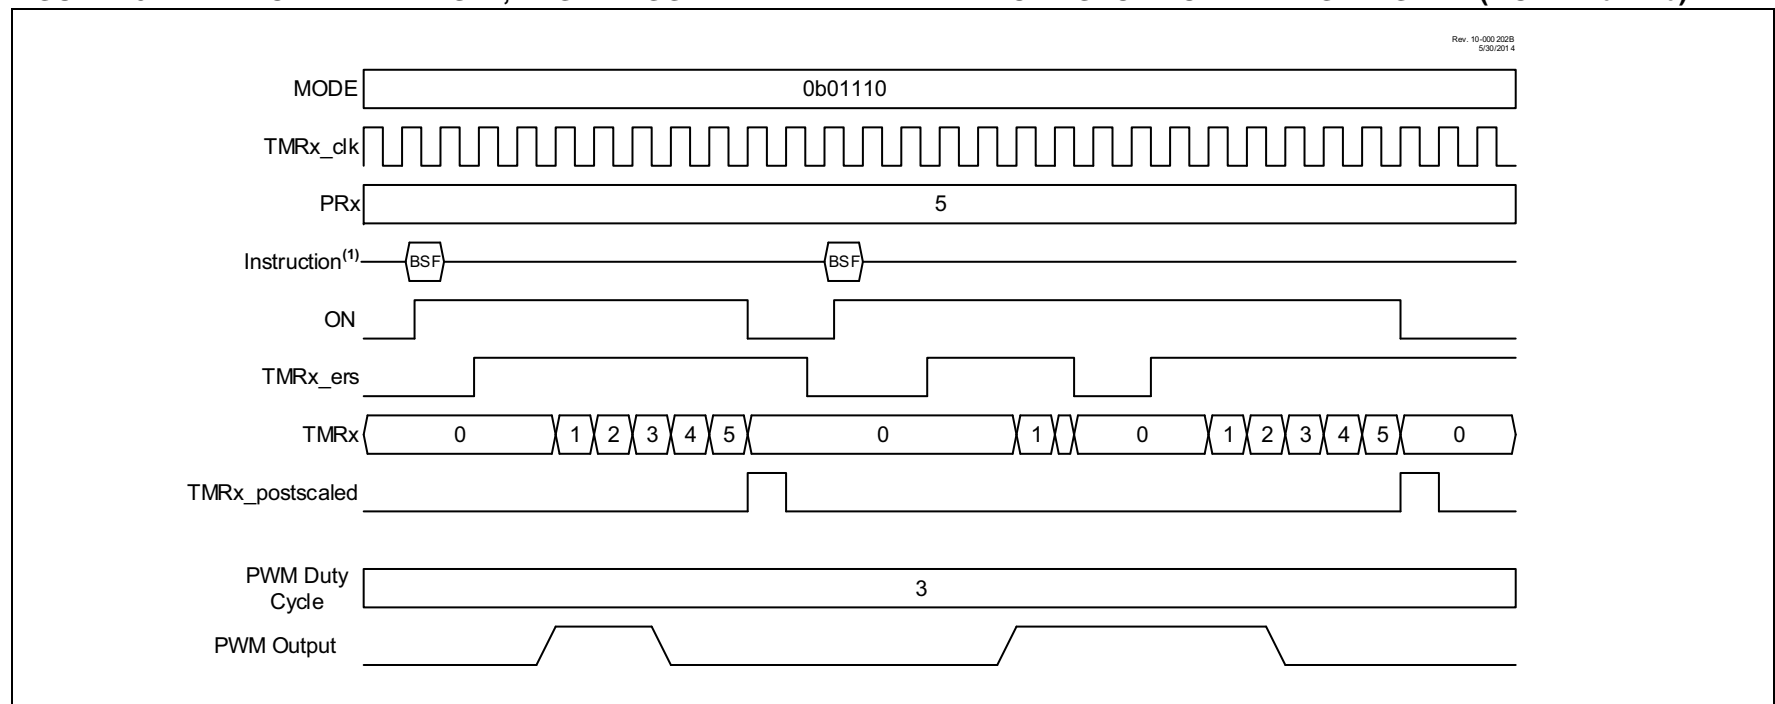 Rev. 10-000 202B
5/30/201 4
MODE 0b01110
TMRx_clk
PRx 5
Instruction(1) BSF BSF
ON
TMRx_ers
TMRx 0 1 2 3 4 5 0 1 0 1 2 3 4 5 0
TMRx_postscaled
PWM Duty
Cycle 3
PWM Output